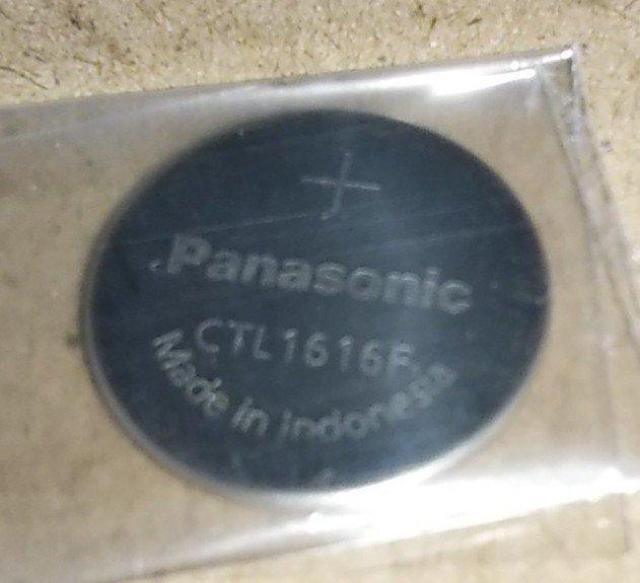 +
Panasonic
CTL1616F
Made in Indonesia